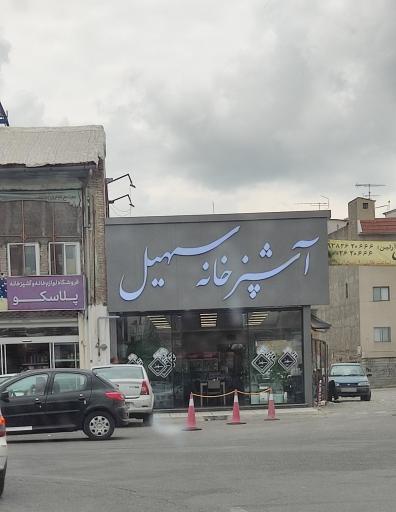 آشپزخانه سهیل
فروشگاه لوازم خانه و آشپزخانه
پلاسکو